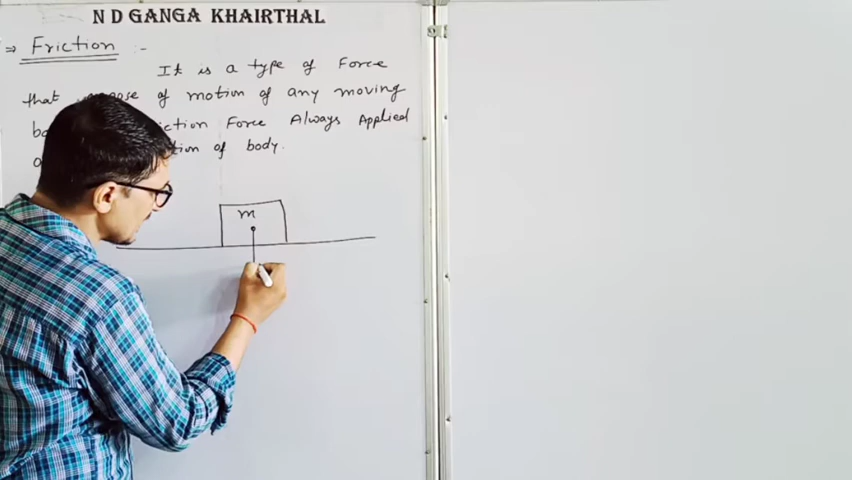 N D GANGA KHAIRTHAL
⇒ Friction :-
It is a type of Force
that of motion of any moving
Force Always Applied
of body.
m